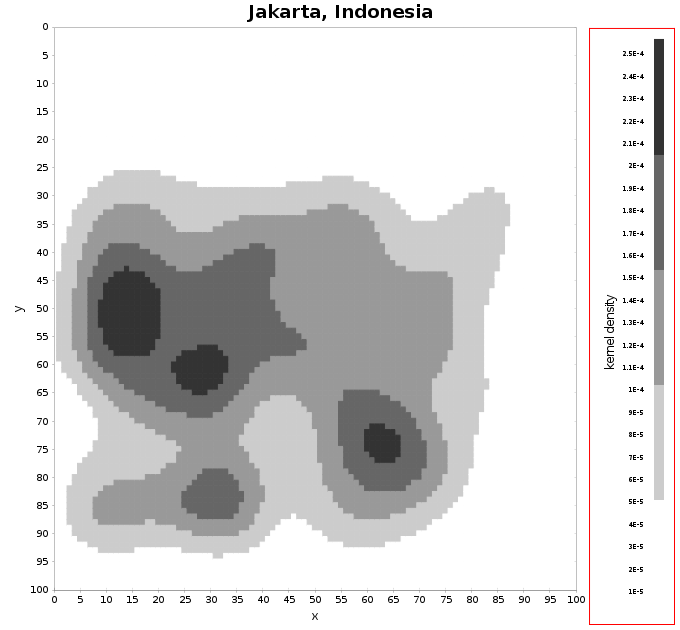 Jakarta, Indonesia
0
5
10
15
20
25
30
35
40
45
50
55
60
65
70
75
80
85
90
95
100
y
0 5 10 15 20 25 30 35 40 45 50 55 60 65 70 75 80 85 90 95 100
x
kernel density
2.5E-4
2.4E-4
2.3E-4
2.2E-4
2.1E-4
2E-4
1.9E-4
1.8E-4
1.7E-4
1.6E-4
1.5E-4
1.4E-4
1.3E-4
1.2E-4
1.1E-4
1E-4
9E-5
8E-5
7E-5
6E-5
5E-5
4E-5
3E-5
2E-5
1E-5